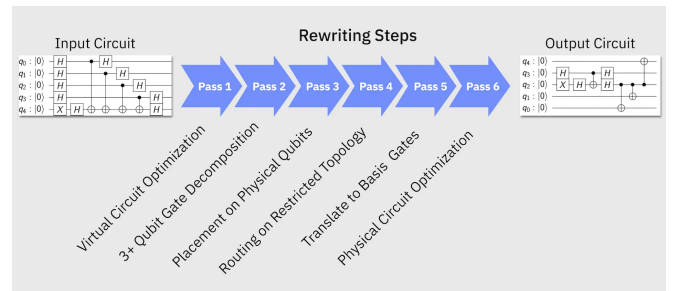 Rewriting Steps
Input Circuit
Output Circuit
q0 : |0⟩ H H
q1 : |0⟩ H H
q2 : |0⟩ H H
q3 : |0⟩ H H
q4 : |0⟩ X H H
Pass 1
Pass 2
Pass 3
Pass 4
Pass 5
Pass 6
q4 : |0⟩
q3 : |0⟩ H H
q2 : |0⟩ X H H
q1 : |0⟩
q0 : |0⟩
Virtual Circuit Optimization
3+ Qubit Gate Decomposition
Placement on Physical Qubits
Routing on Restricted Topology
Translate to Basis Gates
Physical Circuit Optimization